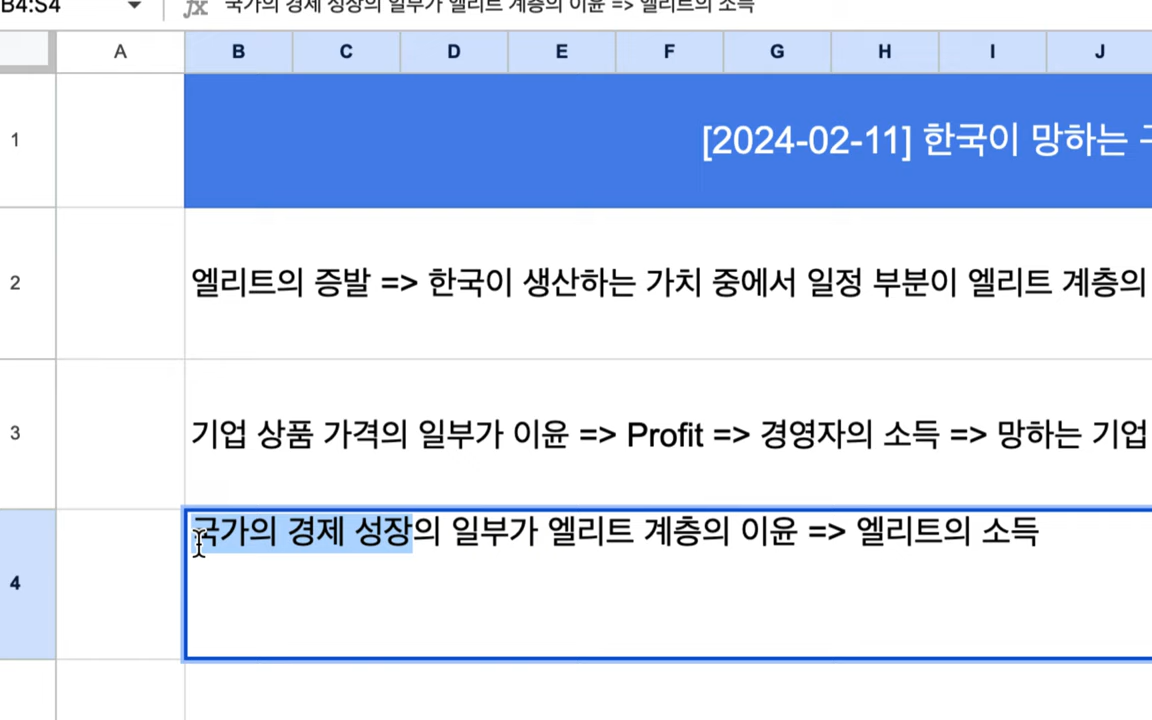 B4:S4
fx 국가의 경제 성장의 일부가 엘리트 계층의 이윤 => 엘리트의 소득
A B C D E F G H I J
1 [2024-02-11] 한국이 망하는
2 엘리트의 증발 => 한국이 생산하는 가치 중에서 일정 부분이 엘리트 계층의
3 기업 상품 가격의 일부가 이윤 => Profit => 경영자의 소득 => 망하는 기업
4 국가의 경제 성장의 일부가 엘리트 계층의 이윤 => 엘리트의 소득